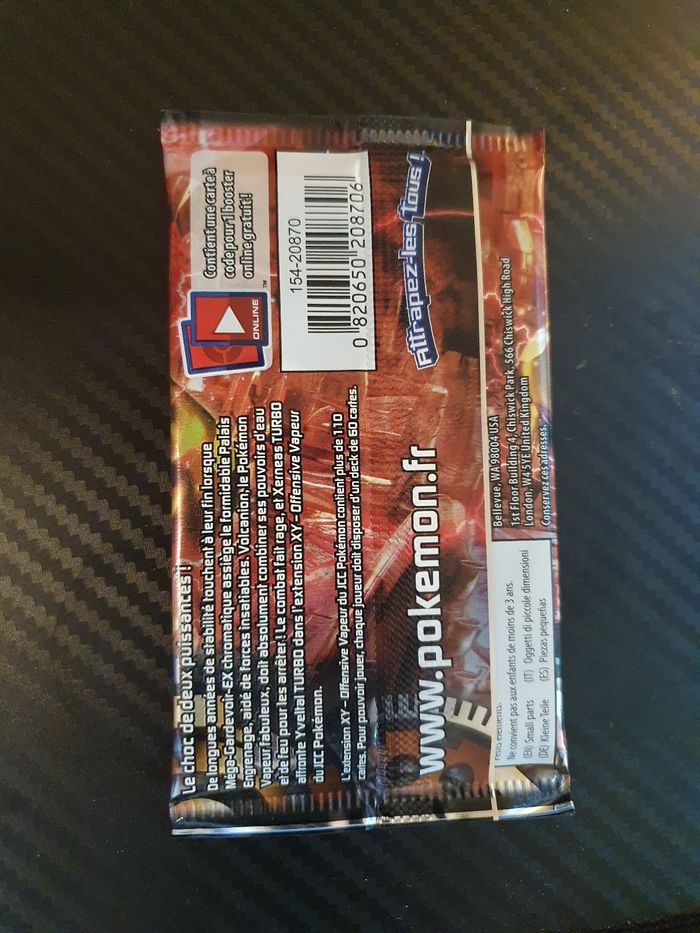 Le choc de deux puissances !
De longues années de stabilité touchent à leur fin lorsque
Méga-Gardevoir-EX chromatique assiège le formidable Palais
Engrenage, aidé de forces insatiables. Volcanion, le Pokémon
Vapeur fabuleux, doit absolument combiner ses pouvoirs d'eau
et de feu pour les arrêter ! Le combat fait rage, et Xerneas TURBO
affronte Yveltal TURBO dans l'extension XY – Offensive Vapeur
du JCC Pokémon.
L'extension XY – Offensive Vapeur du JCC Pokémon contient plus de 110
cartes. Pour pouvoir jouer, chaque joueur doit disposer d'un deck de 60 cartes.
www.pokemon.fr
ONLINE™
Contient une carte à
code pour 1 booster
online gratuit !
154-20870
0 820650 208706
Attrapez-les tous !
Ne convient pas aux enfants de moins de 3 ans.
(EN) Small parts (IT) Oggetti di piccole dimensioni
(DE) Kleine Teile (ES) Piezas pequeñas
Bellevue, WA 98004 USA
1st Floor Building 4, Chiswick Park, 566 Chiswick High Road
London, W4 5YE United Kingdom
Conservez ces adresses.